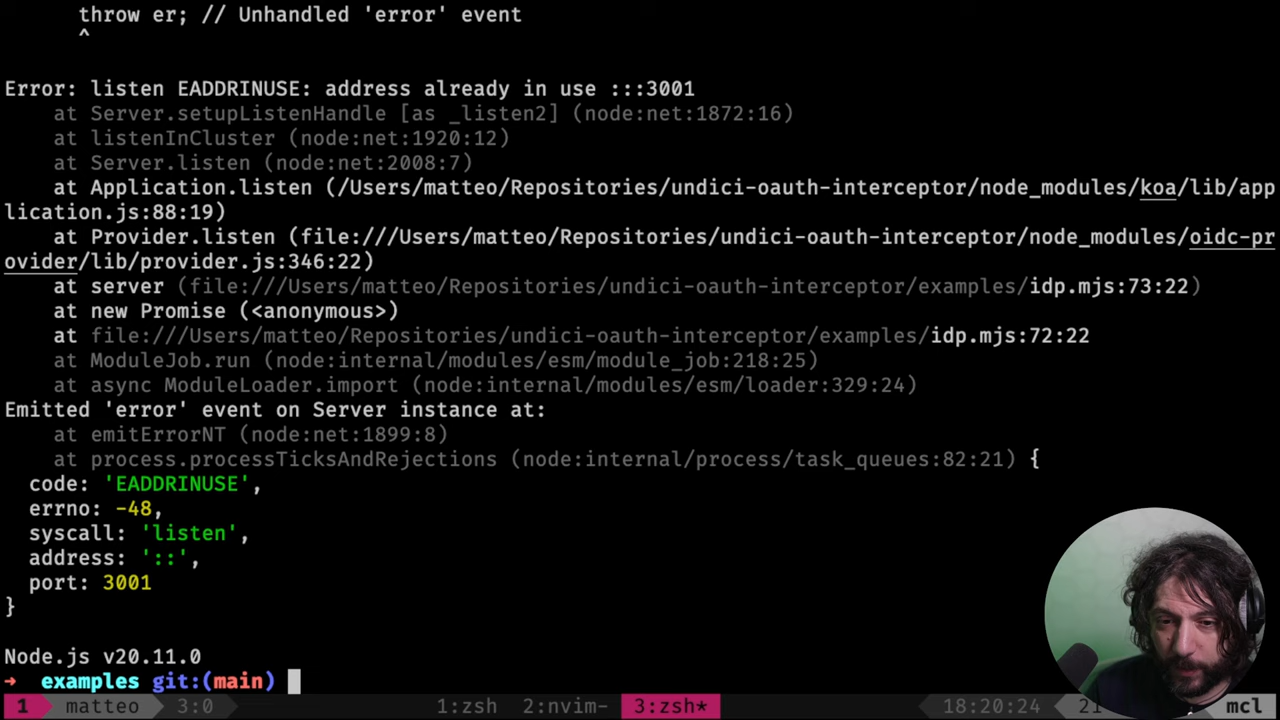 throw er; // Unhandled 'error' event
^
Error: listen EADDRINUSE: address already in use :::3001
at Server.setupListenHandle [as _listen2] (node:net:1872:16)
at listenInCluster (node:net:1920:12)
at Server.listen (node:net:2008:7)
at Application.listen (/Users/matteo/Repositories/undici-oauth-interceptor/node_modules/koa/lib/app
lication.js:88:19)
at Provider.listen (file:///Users/matteo/Repositories/undici-oauth-interceptor/node_modules/oidc-pr
ovider/lib/provider.js:346:22)
at server (file:///Users/matteo/Repositories/undici-oauth-interceptor/examples/idp.mjs:73:22)
at new Promise (<anonymous>)
at file:///Users/matteo/Repositories/undici-oauth-interceptor/examples/idp.mjs:72:22
at ModuleJob.run (node:internal/modules/esm/module_job:218:25)
at async ModuleLoader.import (node:internal/modules/esm/loader:329:24)
Emitted 'error' event on Server instance at:
at emitErrorNT (node:net:1899:8)
at process.processTicksAndRejections (node:internal/process/task_queues:82:21) {
code: 'EADDRINUSE',
errno: -48,
syscall: 'listen',
address: '::',
port: 3001
}
Node.js v20.11.0
→ examples git:(main)
1 matteo 3:0 1:zsh 2:nvim- 3:zsh* 18:20:24 21 mcl